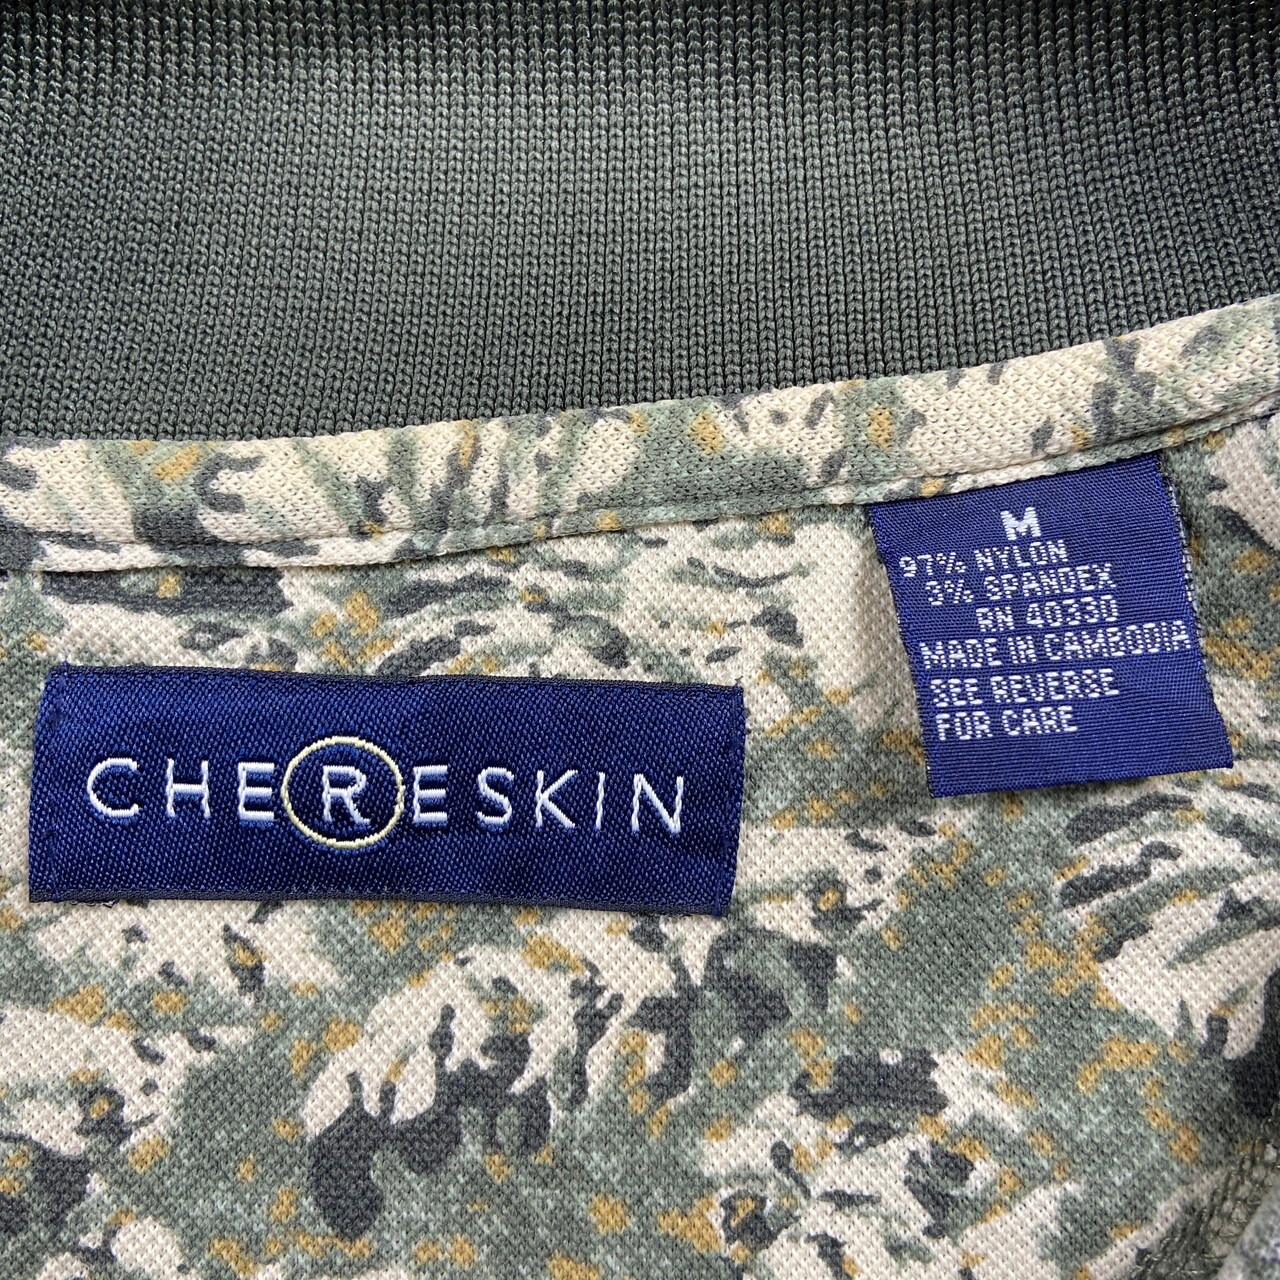 CHERESKIN
M
97% NYLON
3% SPANDEX
RN 40330
MADE IN CAMBODIA
SEE REVERSE
FOR CARE